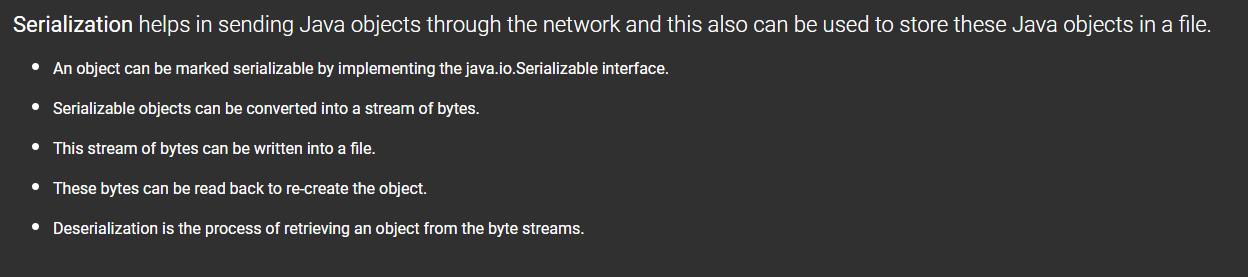 Serialization helps in sending Java objects through the network and this also can be used to store these Java objects in a file.
• An object can be marked serializable by implementing the java.io.Serializable interface.
• Serializable objects can be converted into a stream of bytes.
• This stream of bytes can be written into a file.
• These bytes can be read back to re-create the object.
• Deserialization is the process of retrieving an object from the byte streams.